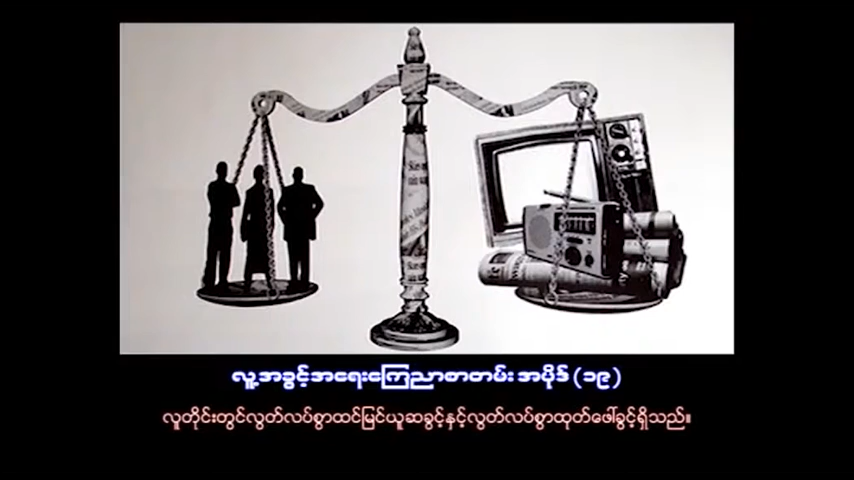 လူ့အခွင့်အရေးကြေညာစာတမ်း အပိုဒ် (၁၉)
လူတိုင်းတွင်လွတ်လပ်စွာထင်မြင်ယူဆခွင့်နှင့်လွတ်လပ်စွာထုတ်ဖေါ်ခွင့်ရှိသည်။